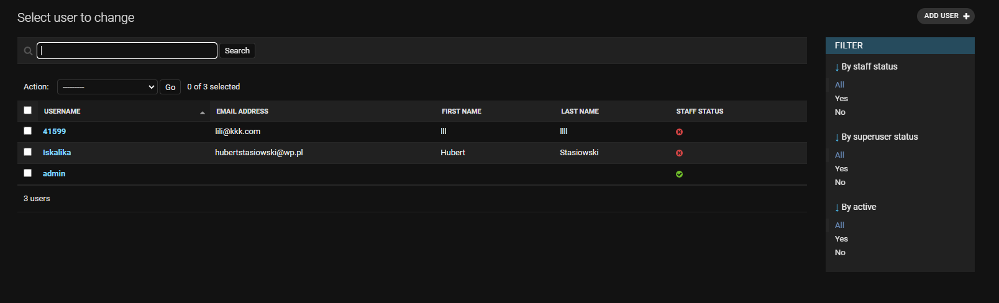 Select user to change
ADD USER
Search
Action: --------- Go 0 of 3 selected
USERNAME EMAIL ADDRESS FIRST NAME LAST NAME STAFF STATUS
41599 lili@kkk.com lll llll
Iskalika hubertstasiowski@wp.pl Hubert Stasiowski
admin
3 users
FILTER
↓ By staff status
All
Yes
No
↓ By superuser status
All
Yes
No
↓ By active
All
Yes
No